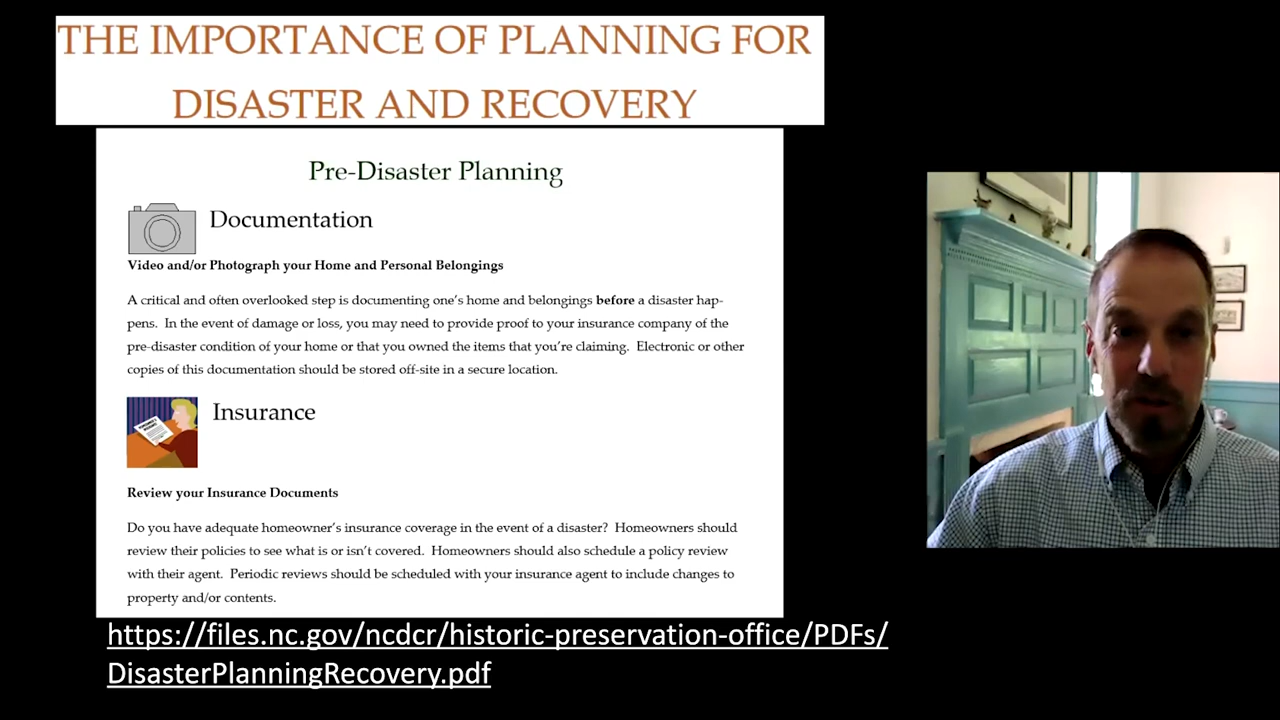 THE IMPORTANCE OF PLANNING FOR
DISASTER AND RECOVERY
Pre-Disaster Planning
Documentation
Video and/or Photograph your Home and Personal Belongings
A critical and often overlooked step is documenting one's home and belongings before a disaster hap-
pens. In the event of damage or loss, you may need to provide proof to your insurance company of the
pre-disaster condition of your home or that you owned the items that you're claiming. Electronic or other
copies of this documentation should be stored off-site in a secure location.
Insurance
Review your Insurance Documents
Do you have adequate homeowner's insurance coverage in the event of a disaster? Homeowners should
review their policies to see what is or isn't covered. Homeowners should also schedule a policy review
with their agent. Periodic reviews should be scheduled with your insurance agent to include changes to
property and/or contents.
https://files.nc.gov/ncdcr/historic-preservation-office/PDFs/
DisasterPlanningRecovery.pdf